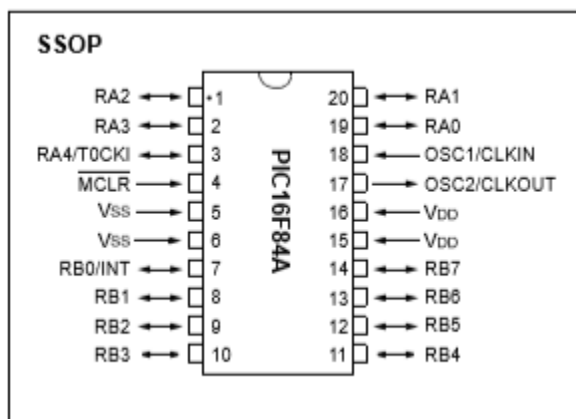 SSOP
RA2 •1 20 RA1
RA3 2 19 RA0
RA4/T0CKI 3 18 OSC1/CLKIN
MCLR 4 17 OSC2/CLKOUT
VSS 5 16 VDD
VSS 6 15 VDD
RB0/INT 7 14 RB7
RB1 8 13 RB6
RB2 9 12 RB5
RB3 10 11 RB4
PIC16F84A